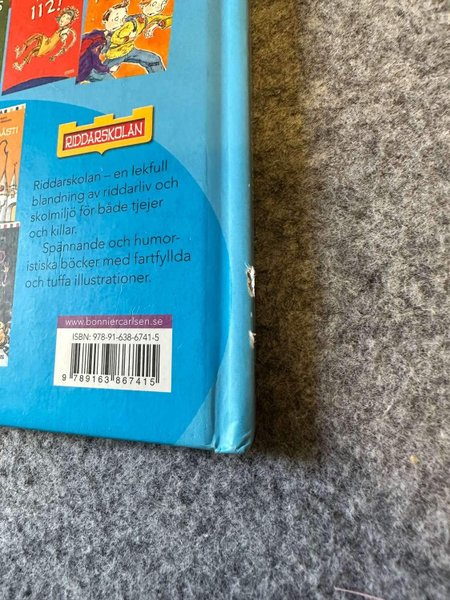 112!
RIDDARSKOLAN
Riddarskolan – en lekfull
blandning av riddarliv och
skolmiljö för både tjejer
och killar.
Spännande och humor-
istiska böcker med fartfyllda
och tuffa illustrationer.
www.bonniercarlsen.se
ISBN: 978-91-638-6741-5
9 789163 867415